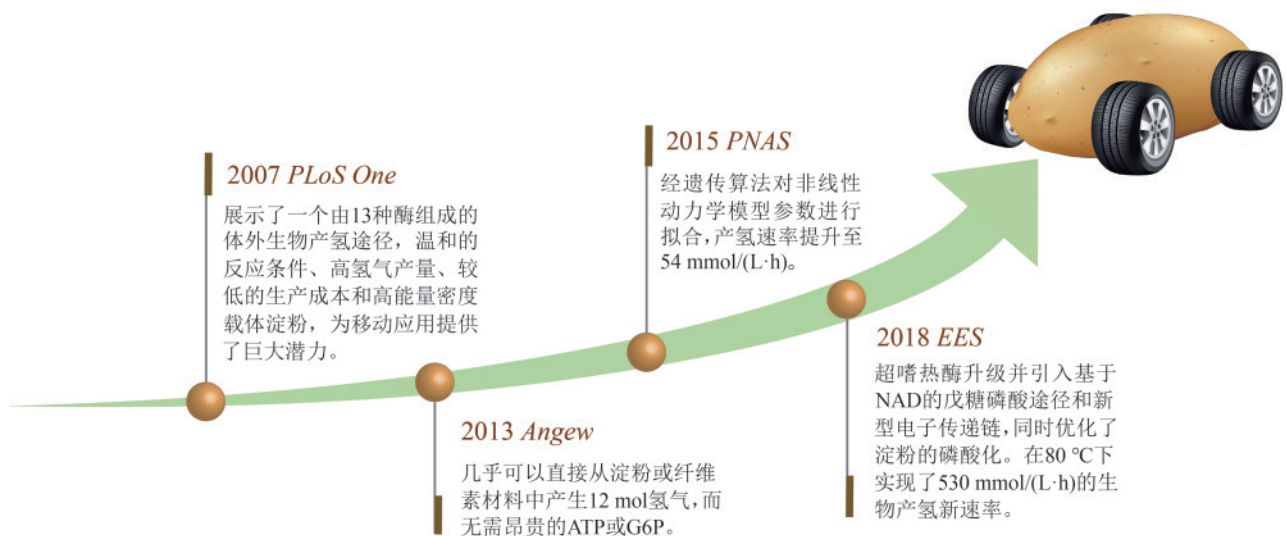 2007 PLoS One
展示了一个由13种酶组成的
体外生物产氢途径，温和的
反应条件、高氢气产量、较
低的生产成本和高能量密度
载体淀粉，为移动应用提供
了巨大潜力。
2013 Angew
几乎可以直接从淀粉或纤维
素材料中产生12 mol氢气，而
无需昂贵的ATP或G6P。
2015 PNAS
经遗传算法对非线性
动力学模型参数进行
拟合，产氢速率提升至
54 mmol/(L·h)。
2018 EES
超嗜热酶升级并引入基于
NAD的戊糖磷酸途径和新
型电子传递链，同时优化了
淀粉的磷酸化。在80 °C下
实现了530 mmol/(L·h)的生
物产氢新速率。